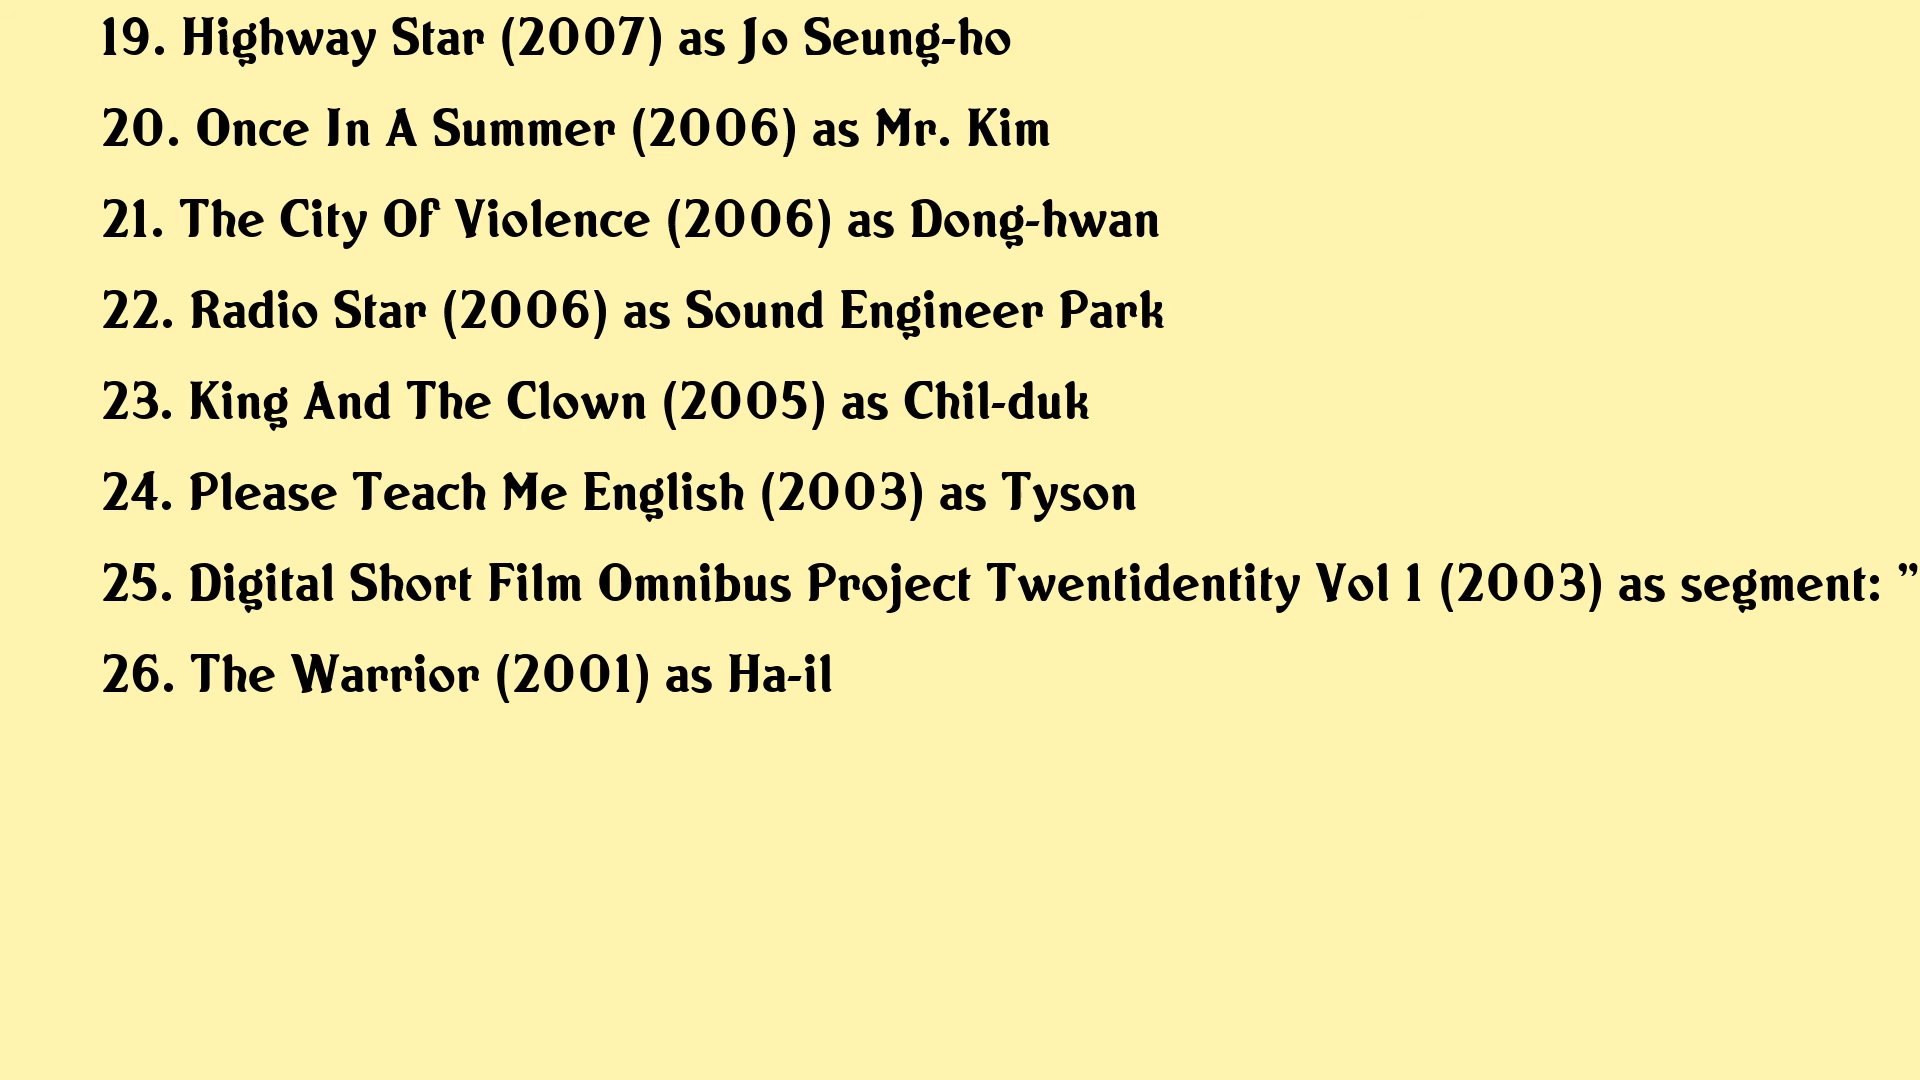 19. Highway Star (2007) as Jo Seung-ho
20. Once In A Summer (2006) as Mr. Kim
21. The City Of Violence (2006) as Dong-hwan
22. Radio Star (2006) as Sound Engineer Park
23. King And The Clown (2005) as Chil-duk
24. Please Teach Me English (2003) as Tyson
25. Digital Short Film Omnibus Project Twentidentity Vol 1 (2003) as segment: ”
26. The Warrior (2001) as Ha-il